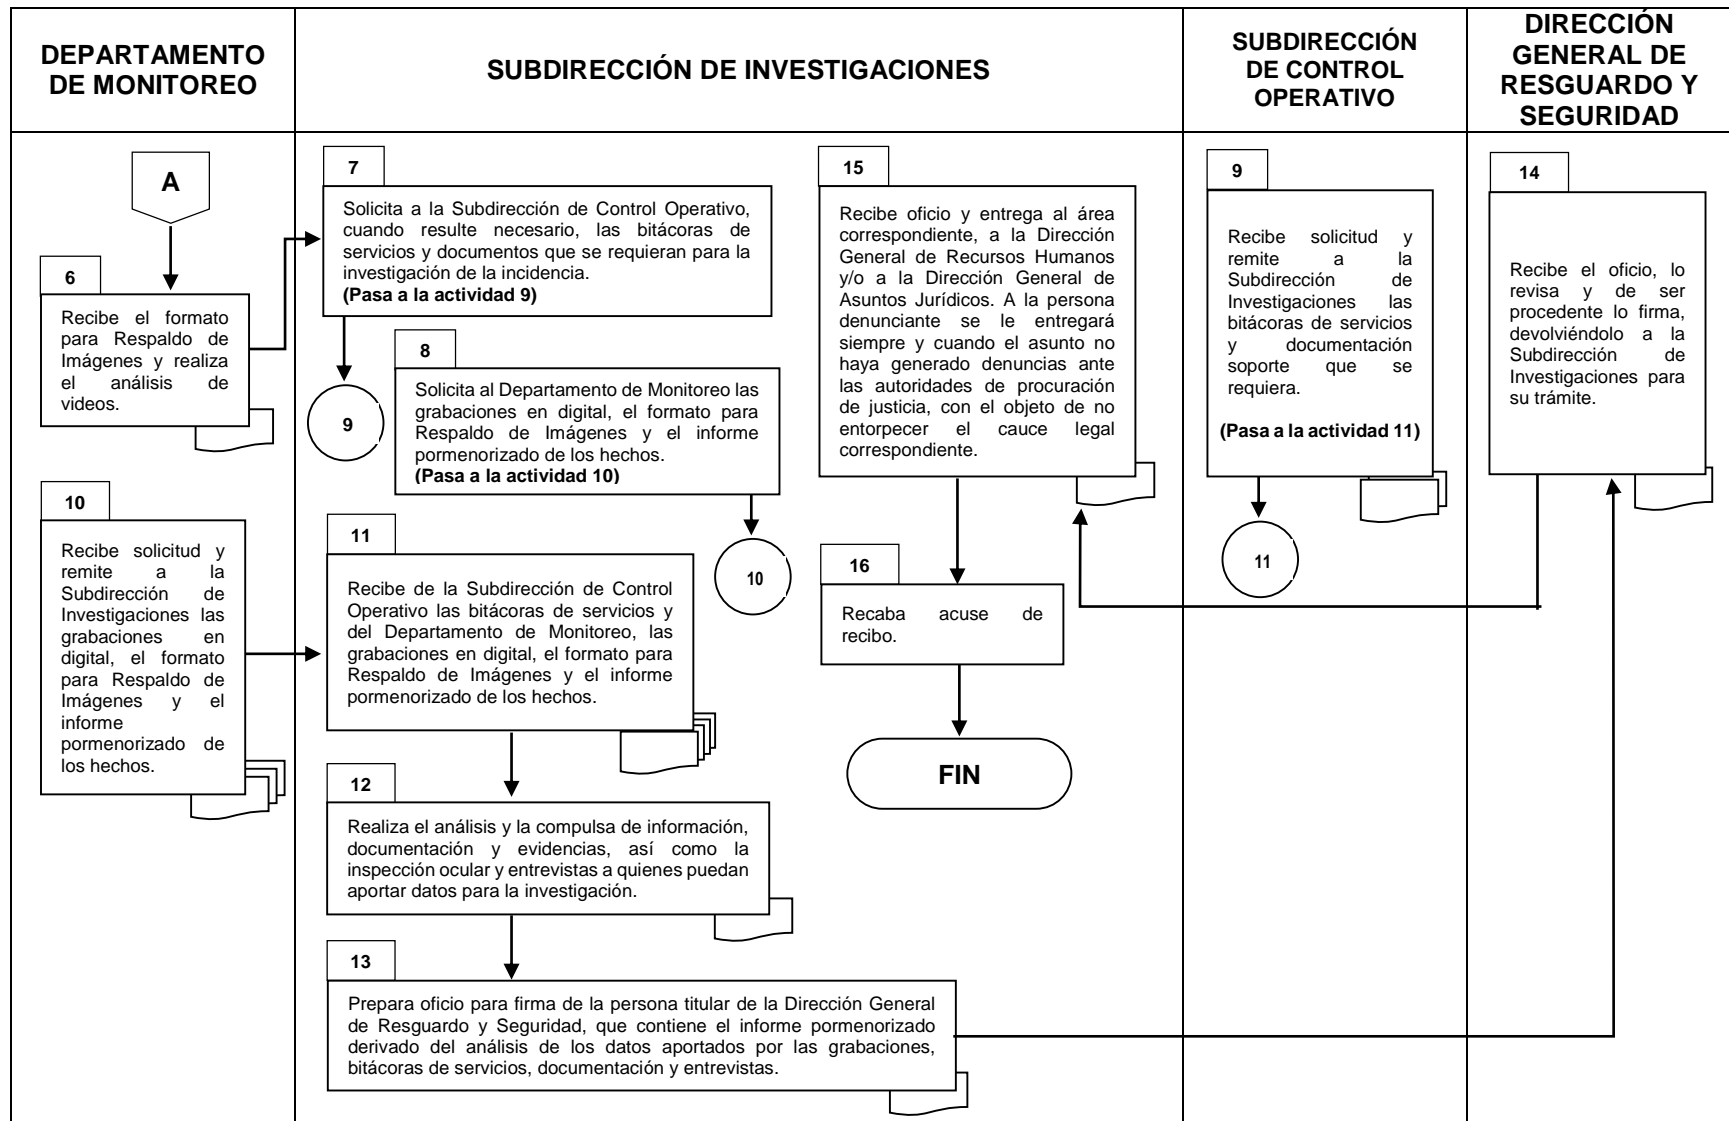 DEPARTAMENTO
DE MONITOREO
SUBDIRECCIÓN DE INVESTIGACIONES
SUBDIRECCIÓN
DE CONTROL
OPERATIVO
DIRECCIÓN
GENERAL DE
RESGUARDO Y
SEGURIDAD
A
6
Recibe el formato
para Respaldo de
Imágenes y realiza
el análisis de
videos.
10
Recibe solicitud y
remite a la
Subdirección de
Investigaciones las
grabaciones en
digital, el formato
para Respaldo de
Imágenes y el
informe
pormenorizado de
los hechos.
7
Solicita a la Subdirección de Control Operativo,
cuando resulte necesario, las bitácoras de
servicios y documentos que se requieran para la
investigación de la incidencia.
(Pasa a la actividad 9)
9
8
Solicita al Departamento de Monitoreo las
grabaciones en digital, el formato para
Respaldo de Imágenes y el informe
pormenorizado de los hechos.
(Pasa a la actividad 10)
10
11
Recibe de la Subdirección de Control
Operativo las bitácoras de servicios y
del Departamento de Monitoreo, las
grabaciones en digital, el formato para
Respaldo de Imágenes y el informe
pormenorizado de los hechos.
12
Realiza el análisis y la compulsa de información,
documentación y evidencias, así como la
inspección ocular y entrevistas a quienes puedan
aportar datos para la investigación.
13
Prepara oficio para firma de la persona titular de la Dirección General
de Resguardo y Seguridad, que contiene el informe pormenorizado
derivado del análisis de los datos aportados por las grabaciones,
bitácoras de servicios, documentación y entrevistas.
15
Recibe oficio y entrega al área
correspondiente, a la Dirección
General de Recursos Humanos
y/o a la Dirección General de
Asuntos Jurídicos. A la persona
denunciante se le entregará
siempre y cuando el asunto no
haya generado denuncias ante
las autoridades de procuración
de justicia, con el objeto de no
entorpecer el cauce legal
correspondiente.
16
Recaba acuse de
recibo.
FIN
9
Recibe solicitud y
remite a la
Subdirección de
Investigaciones las
bitácoras de servicios
y documentación
soporte que se
requiera.
(Pasa a la actividad 11)
11
14
Recibe el oficio, lo
revisa y de ser
procedente lo firma,
devolviéndolo a la
Subdirección de
Investigaciones para
su trámite.